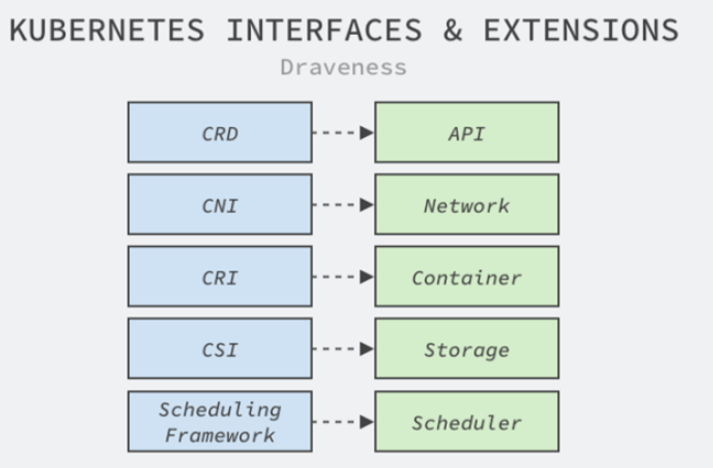 KUBERNETES INTERFACES & EXTENSIONS
Draveness
CRD
API
CNI
Network
CRI
Container
CSI
Storage
Scheduling
Framework
Scheduler